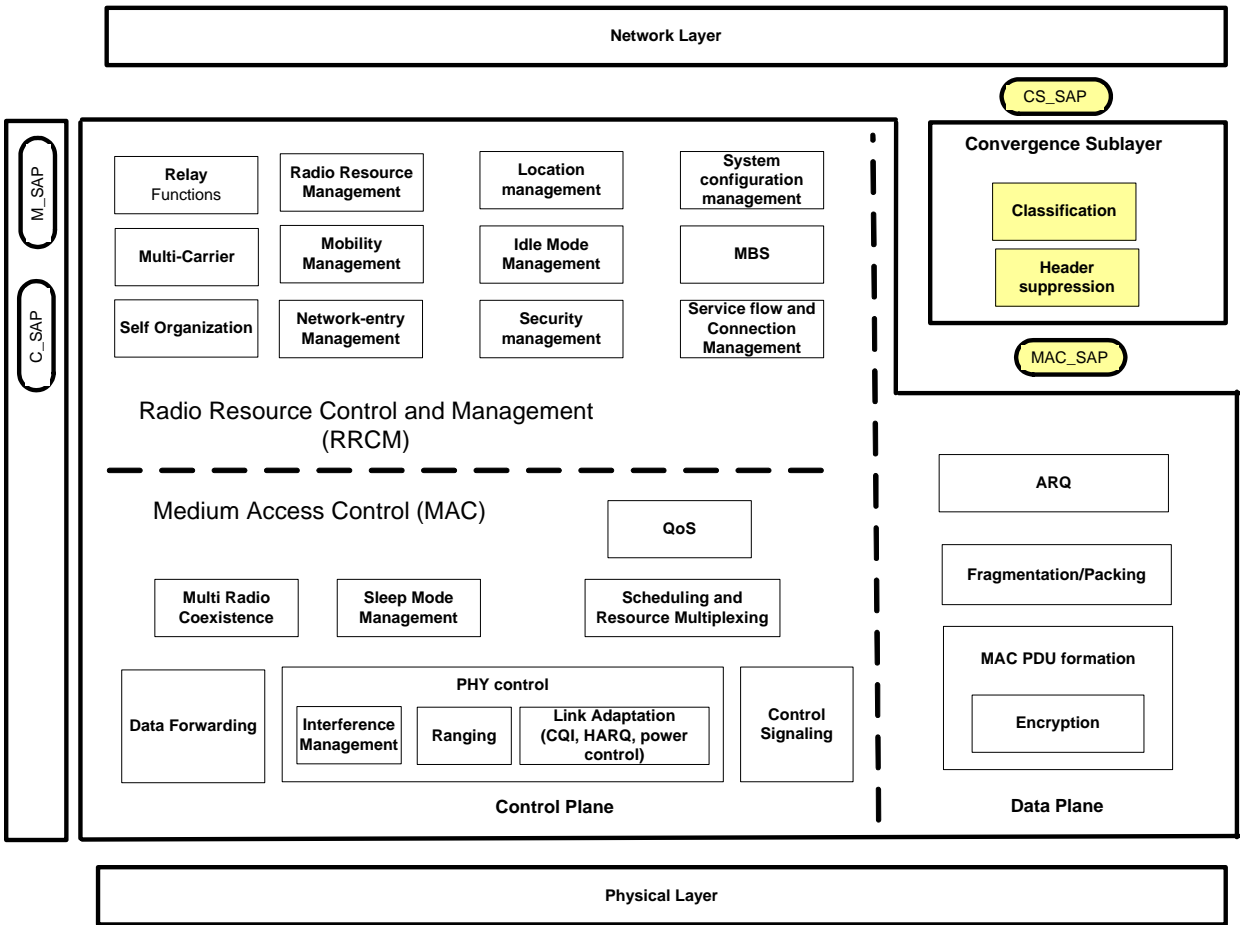 Network Layer
CS_SAP
Convergence Sublayer
Classification
Header
suppression
MAC_SAP
M_SAP
C_SAP
Relay
Functions
Radio Resource
Management
Location
management
System
configuration
management
Multi-Carrier
Mobility
Management
Idle Mode
Management
MBS
Self Organization
Network-entry
Management
Security
management
Service flow and
Connection
Management
Radio Resource Control and Management
(RRCM)
Medium Access Control (MAC)
QoS
Multi Radio
Coexistence
Sleep Mode
Management
Scheduling and
Resource Multiplexing
Data Forwarding
PHY control
Interference
Management
Ranging
Link Adaptation
(CQI, HARQ, power
control)
Control
Signaling
Control Plane
ARQ
Fragmentation/Packing
MAC PDU formation
Encryption
Data Plane
Physical Layer